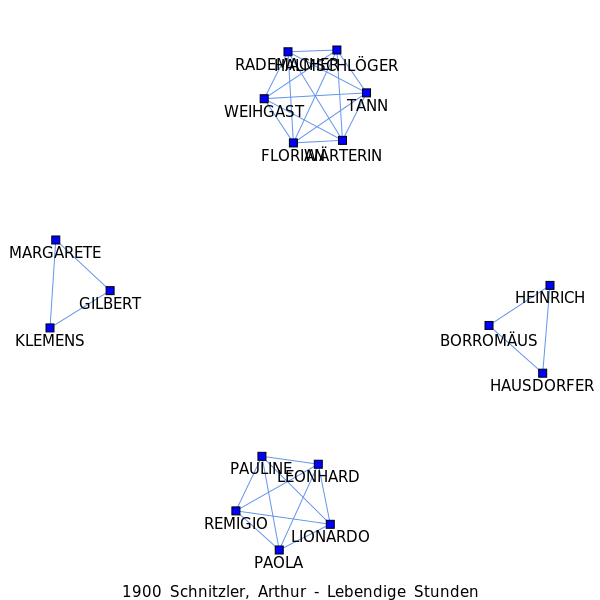 RADEMACHER
HALMSCHLÖGER
WEIHGAST
TANN
FLORIAN
WÄRTERIN
MARGARETE
GILBERT
KLEMENS
HEINRICH
BORROMÄUS
HAUSDORFER
PAULINE
LEONHARD
REMIGIO
LIONARDO
PAOLA
1900 Schnitzler, Arthur - Lebendige Stunden